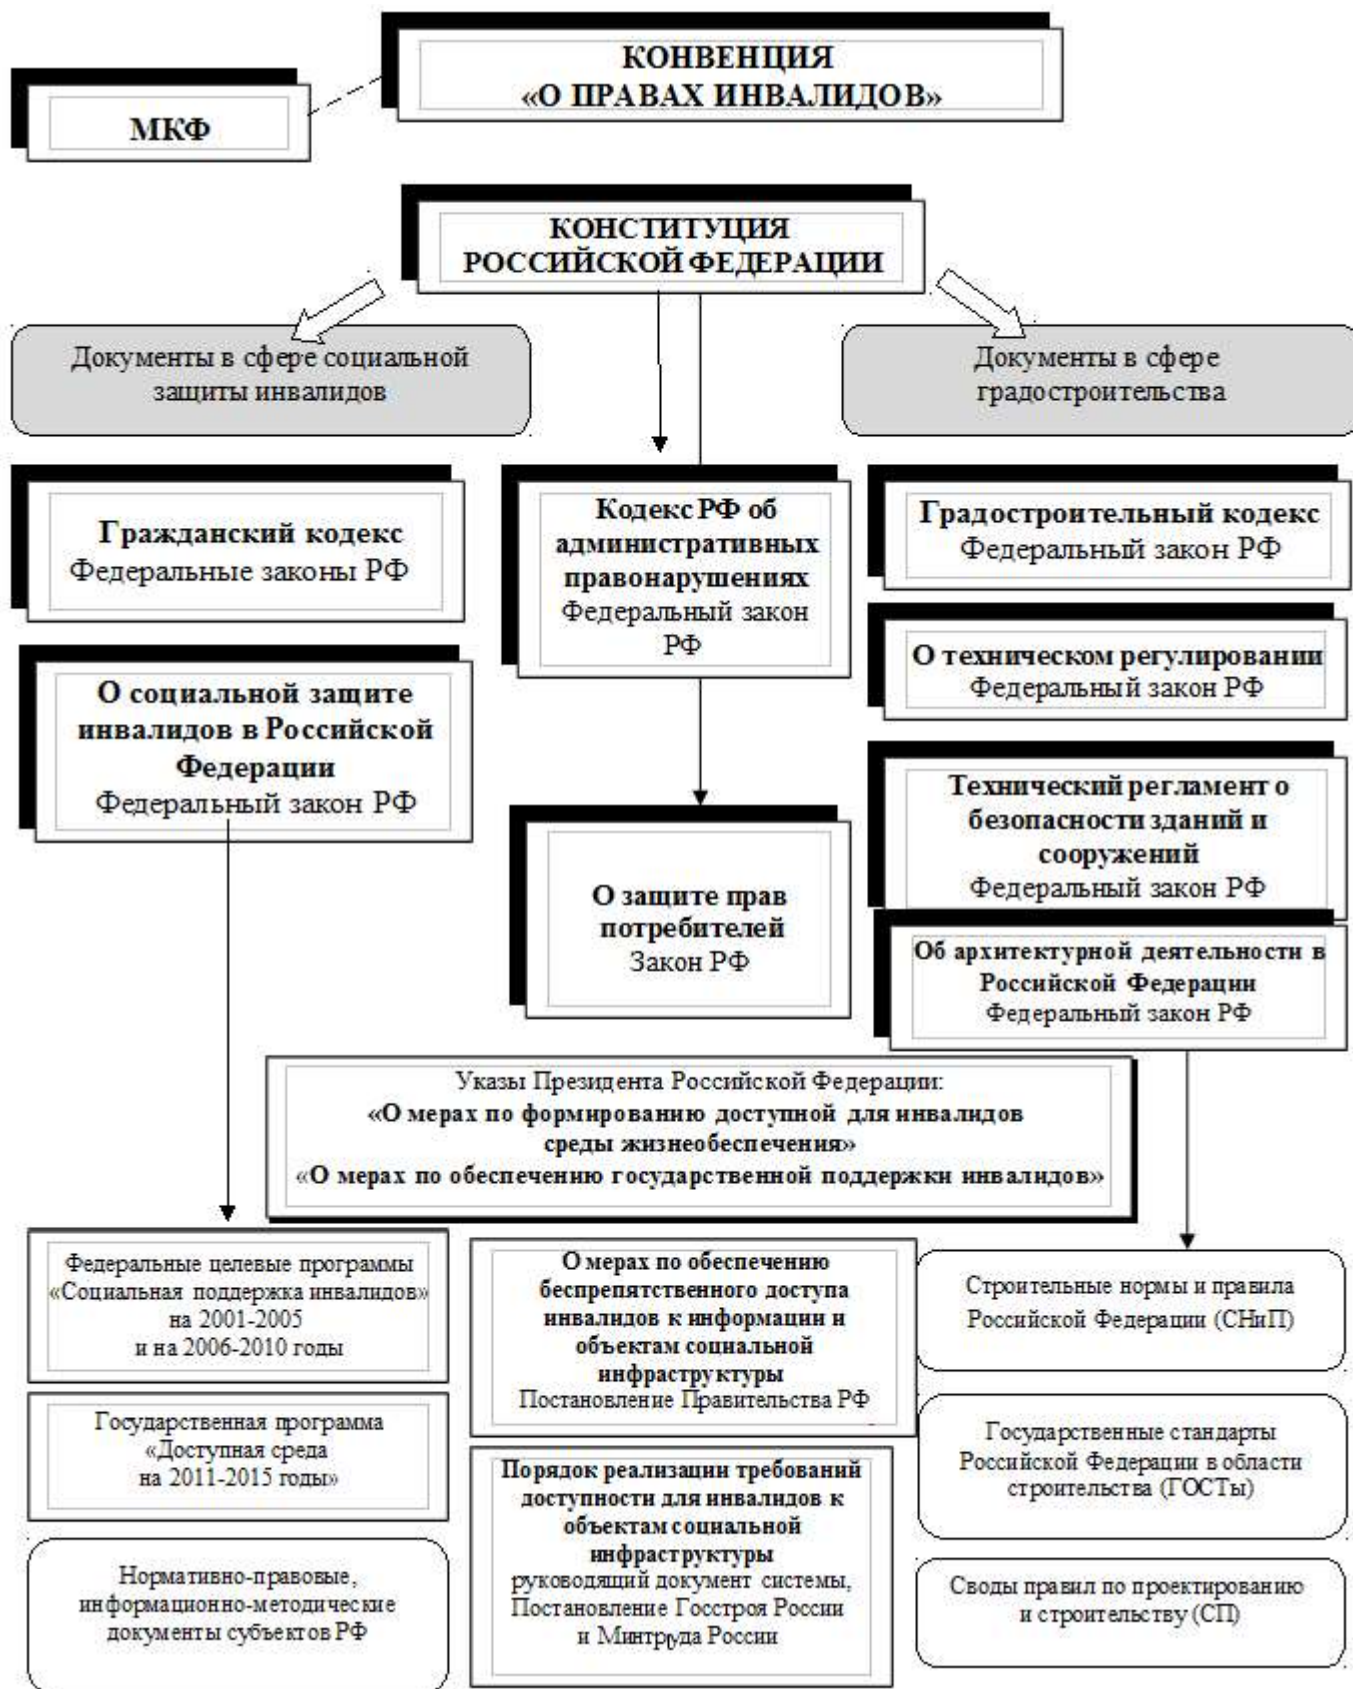 КОНВЕНЦИЯ
«О ПРАВАХ ИНВАЛИДОВ»
МКФ
КОНСТИТУЦИЯ
РОССИЙСКОЙ ФЕДЕРАЦИИ
Документы в сфере социальной
защиты инвалидов
Документы в сфере
градостроительства
Гражданский кодекс
Федеральные законы РФ
О социальной защите
инвалидов в Российской
Федерации
Федеральный закон РФ
Кодекс РФ об
административных
правонарушениях
Федеральный закон
РФ
О защите прав
потребителей
Закон РФ
Градостроительный кодекс
Федеральный закон РФ
О техническом регулировании
Федеральный закон РФ
Технический регламент о
безопасности зданий и
сооружений
Федеральный закон РФ
Об архитектурной деятельности в
Российской Федерации
Федеральный закон РФ
Указы Президента Российской Федерации:
«О мерах по формированию доступной для инвалидов
среды жизнеобеспечения»
«О мерах по обеспечению государственной поддержки инвалидов»
Федеральные целевые программы
«Социальная поддержка инвалидов»
на 2001-2005
и на 2006-2010 годы
Государственная программа
«Доступная среда
на 2011-2015 годы»
Нормативно-правовые,
информационно-методические
документы субъектов РФ
О мерах по обеспечению
беспрепятственного доступа
инвалидов к информации и
объектам социальной
инфраструктуры
Постановление Правительства РФ
Порядок реализации требований
доступности для инвалидов к
объектам социальной
инфраструктуры
руководящий документ системы,
Постановление Госстроя России
и Минтруда России
Строительные нормы и правила
Российской Федерации (СНиП)
Государственные стандарты
Российской Федерации в области
строительства (ГОСТы)
Своды правил по проектированию
и строительству (СП)